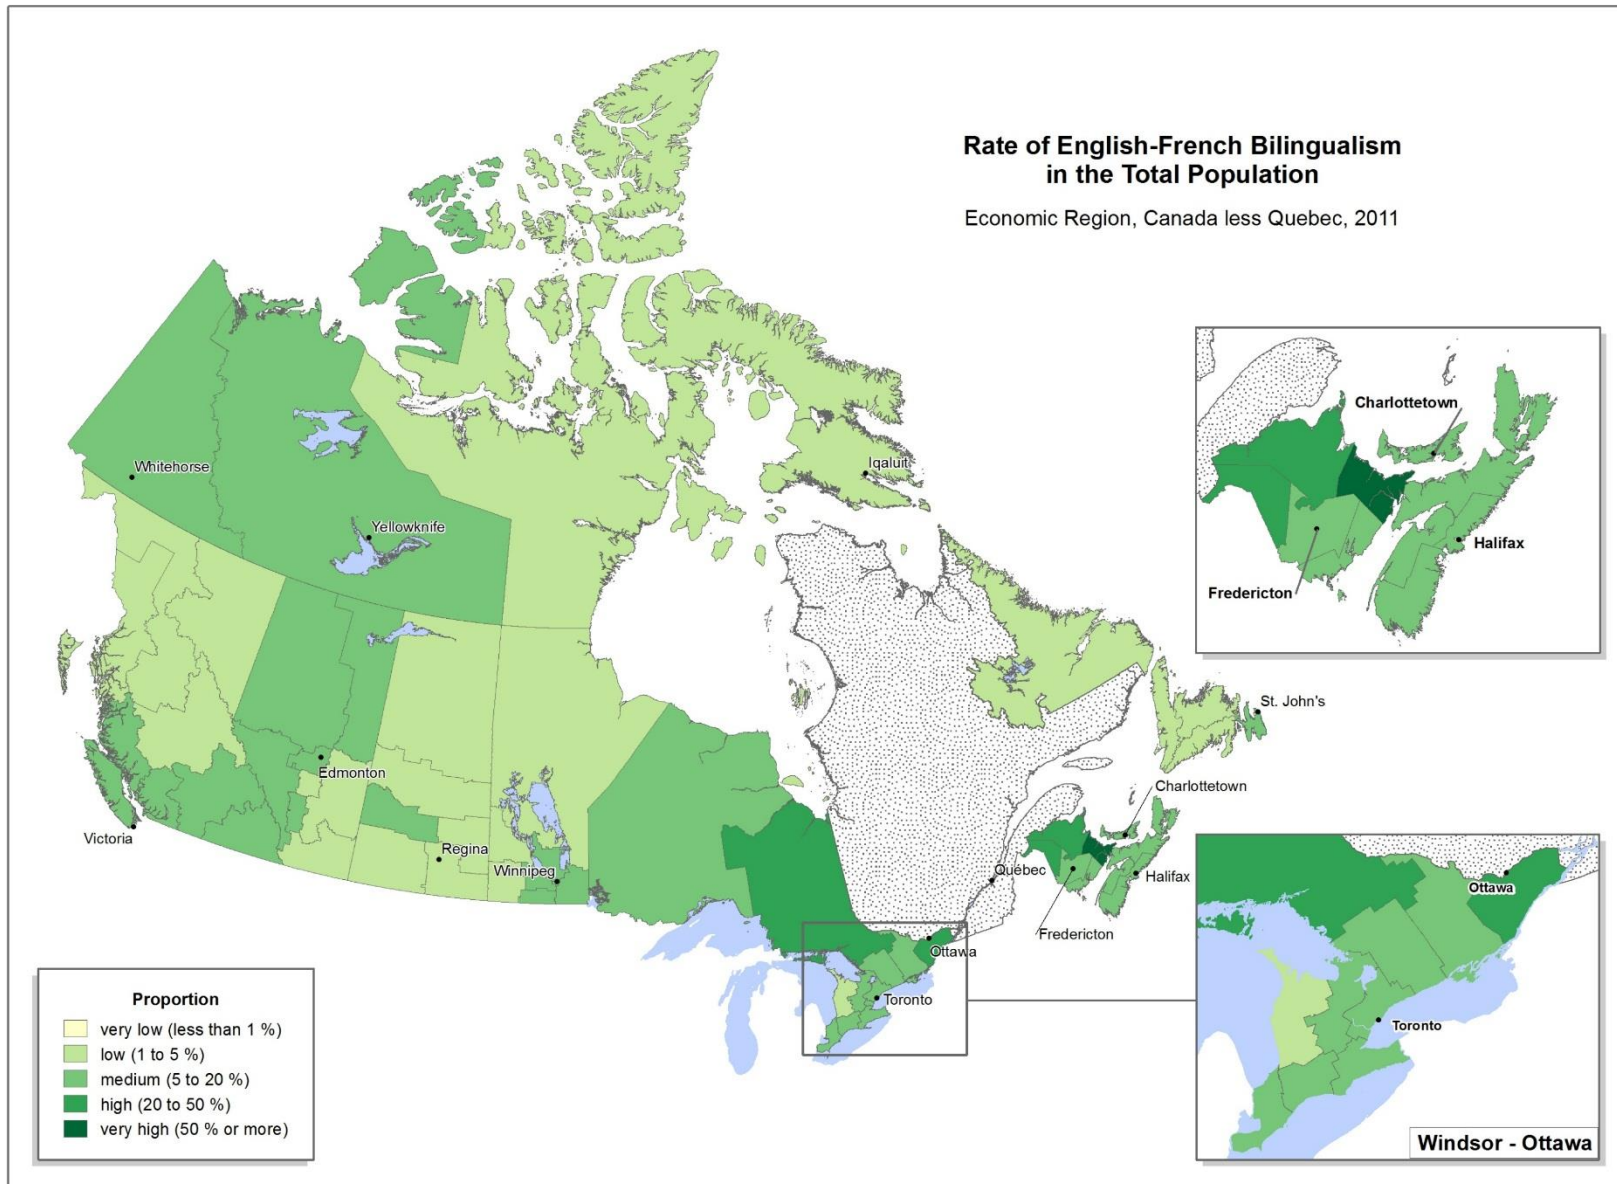 Rate of English-French Bilingualism
in the Total Population
Economic Region, Canada less Quebec, 2011
Whitehorse
Yellowknife
Iqaluit
Edmonton
Victoria
Regina
Winnipeg
St. John's
Charlottetown
Québec
Halifax
Fredericton
Ottawa
Toronto
Charlottetown
Halifax
Fredericton
Ottawa
Toronto
Windsor - Ottawa
Proportion
very low (less than 1 %)
low (1 to 5 %)
medium (5 to 20 %)
high (20 to 50 %)
very high (50 % or more)